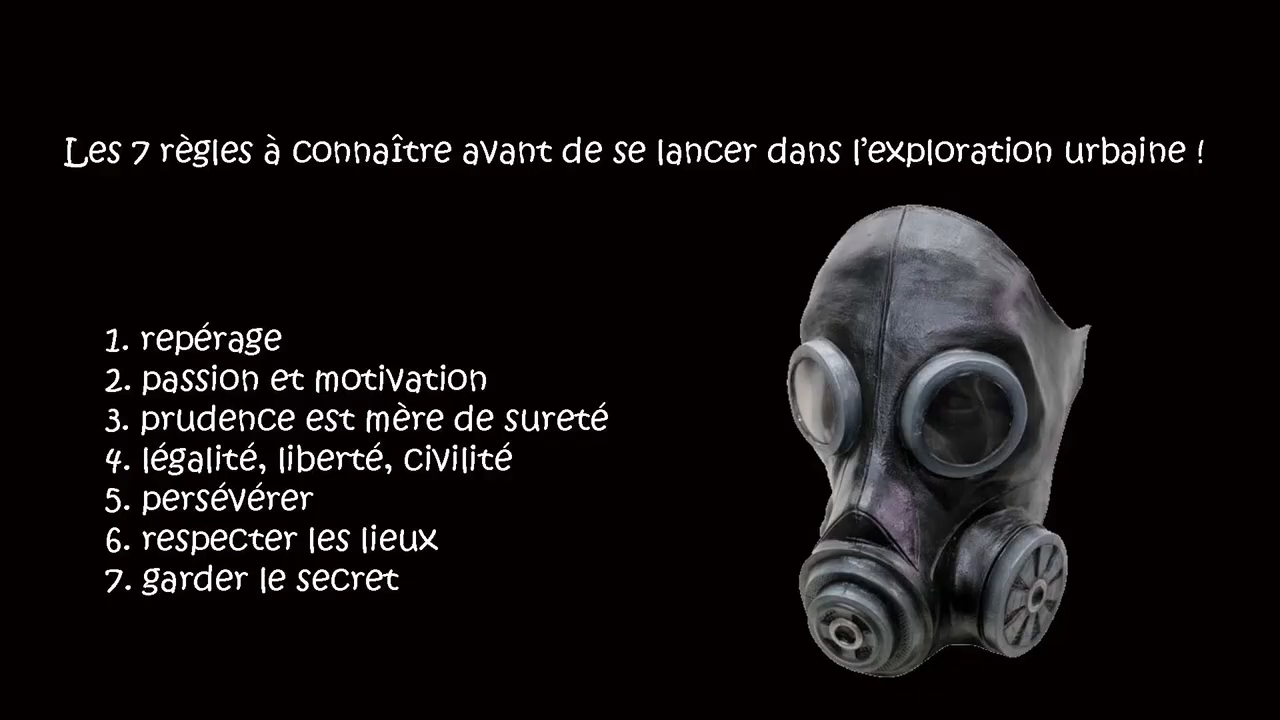 Les 7 règles à connaître avant de se lancer dans l'exploration urbaine !
1. repérage
2. passion et motivation
3. prudence est mère de sureté
4. légalité, liberté, civilité
5. persévérer
6. respecter les lieux
7. garder le secret